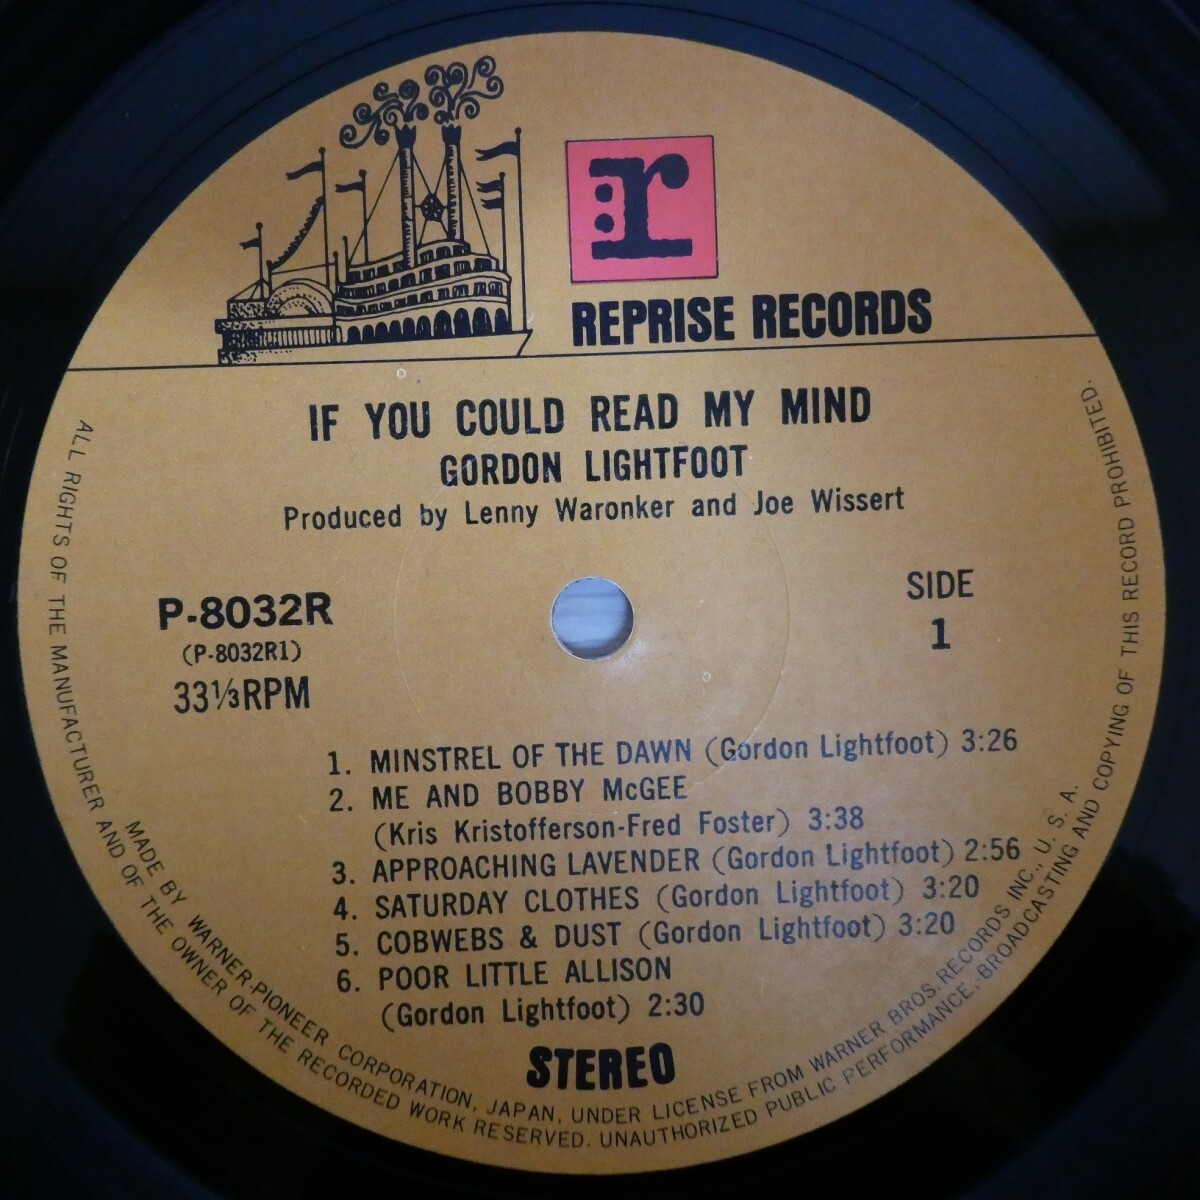 r
REPRISE RECORDS
IF YOU COULD READ MY MIND
GORDON LIGHTFOOT
Produced by Lenny Waronker and Joe Wissert
P-8032R
(P-8032R1)
33⅓RPM
SIDE
1
1. MINSTREL OF THE DAWN (Gordon Lightfoot) 3:26
2. ME AND BOBBY McGEE
(Kris Kristofferson-Fred Foster) 3:38
3. APPROACHING LAVENDER (Gordon Lightfoot) 2:56
4. SATURDAY CLOTHES (Gordon Lightfoot) 3:20
5. COBWEBS & DUST (Gordon Lightfoot) 3:20
6. POOR LITTLE ALLISON
(Gordon Lightfoot) 2:30
STEREO
MADE BY WARNER-PIONEER CORPORATION, JAPAN, UNDER LICENSE FROM WARNER BROS. RECORDS INC., U. S. A.
ALL RIGHTS OF THE MANUFACTURER AND OF THE OWNER OF THE RECORDED WORK RESERVED. UNAUTHORIZED PUBLIC PERFORMANCE, BROADCASTING AND COPYING OF THIS RECORD PROHIBITED.